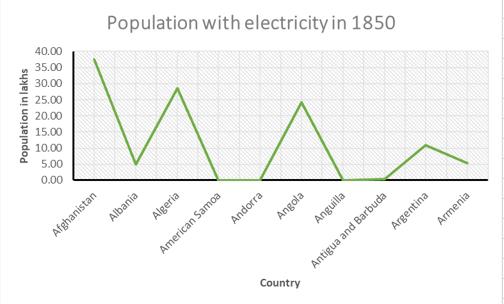 Population with electricity in 1850
Population in lakhs
40.00
35.00
30.00
25.00
20.00
15.00
10.00
5.00
0.00
Afghanistan
Albania
Algeria
American Samoa
Andorra
Angola
Anguilla
Antigua and Barbuda
Argentina
Armenia
Country